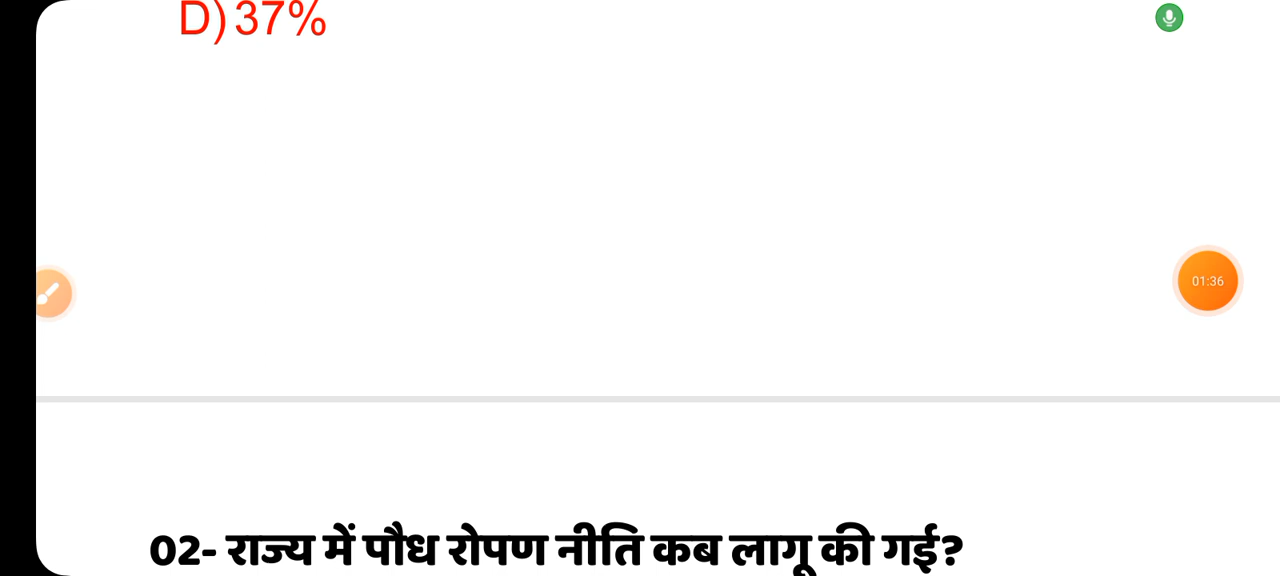 D) 37%
01:36
02- राज्य में पौध रोपण नीति कब लागू की गई?